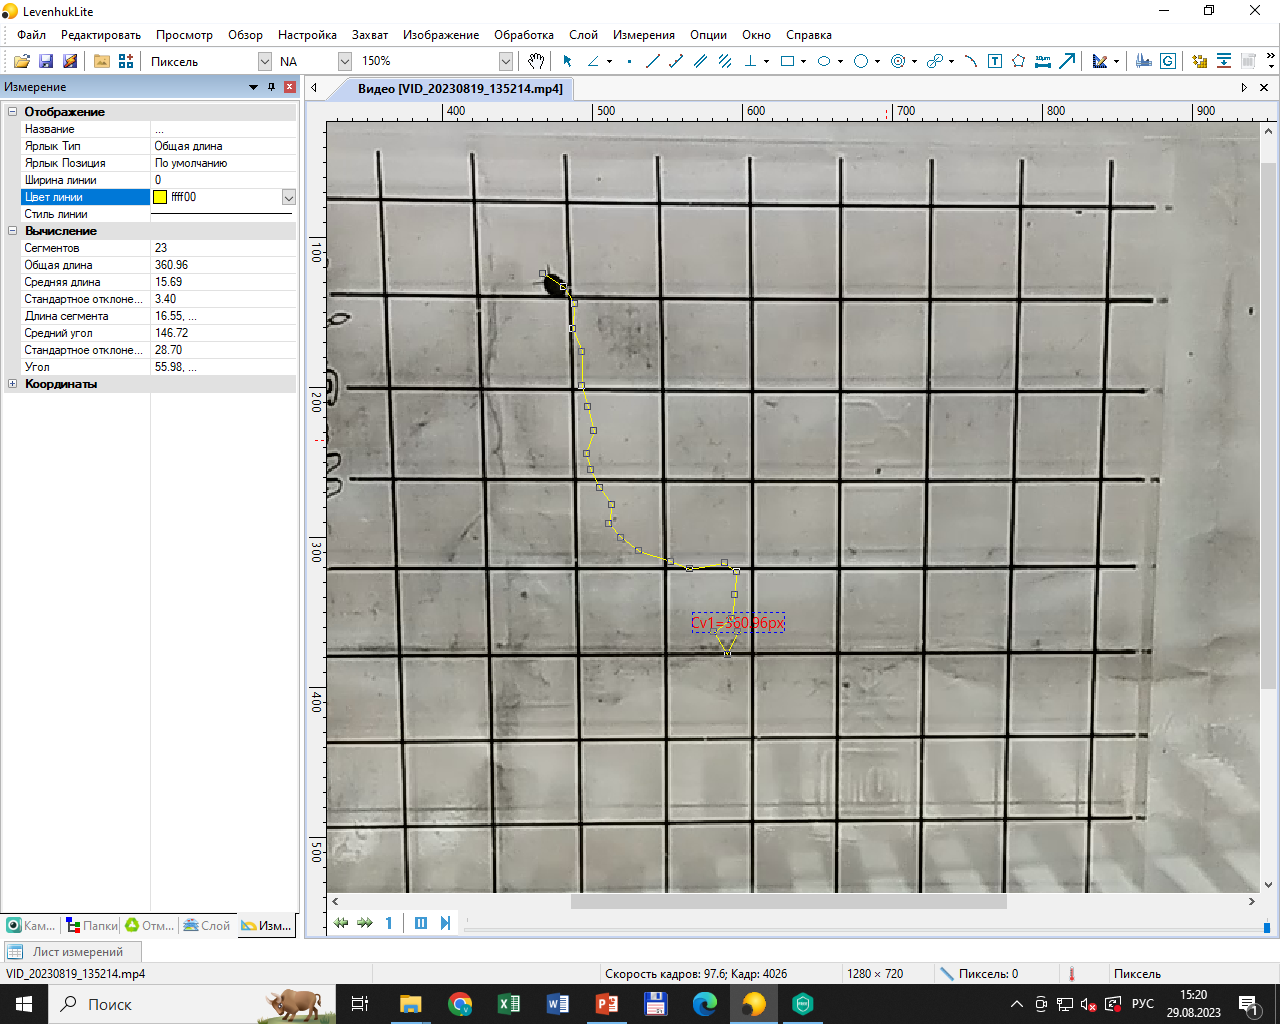 LevenhukLite
Файл Редактировать Просмотр Обзор Настройка Захват Изображение Обработка Слой Измерения Опции Окно Справка
Пиксель NA 150%
Измерение
Видео [VID_20230819_135214.mp4]
400 500 600 700 800 900
Отображение
Название ...
Ярлык Тип Общая длина
Ярлык Позиция По умолчанию
Ширина линии 0
Цвет линии ffff00
Стиль линии
Вычисление
Сегментов 23
Общая длина 360.96
Средняя длина 15.69
Стандартное отклоне... 3.40
Длина сегмента 16.55, ...
Средний угол 146.72
Стандартное отклоне... 28.70
Угол 55.98, ...
Координаты
100
200
300
400
500
Cv1=360.96px
Кам... Папки Отм... Слой Изм...
1
Лист измерений
VID_20230819_135214.mp4 Скорость кадров: 97.6; Кадр: 4026 1280 × 720 Пиксель: 0 Пиксель
Поиск
РУС
15:20
29.08.2023
1